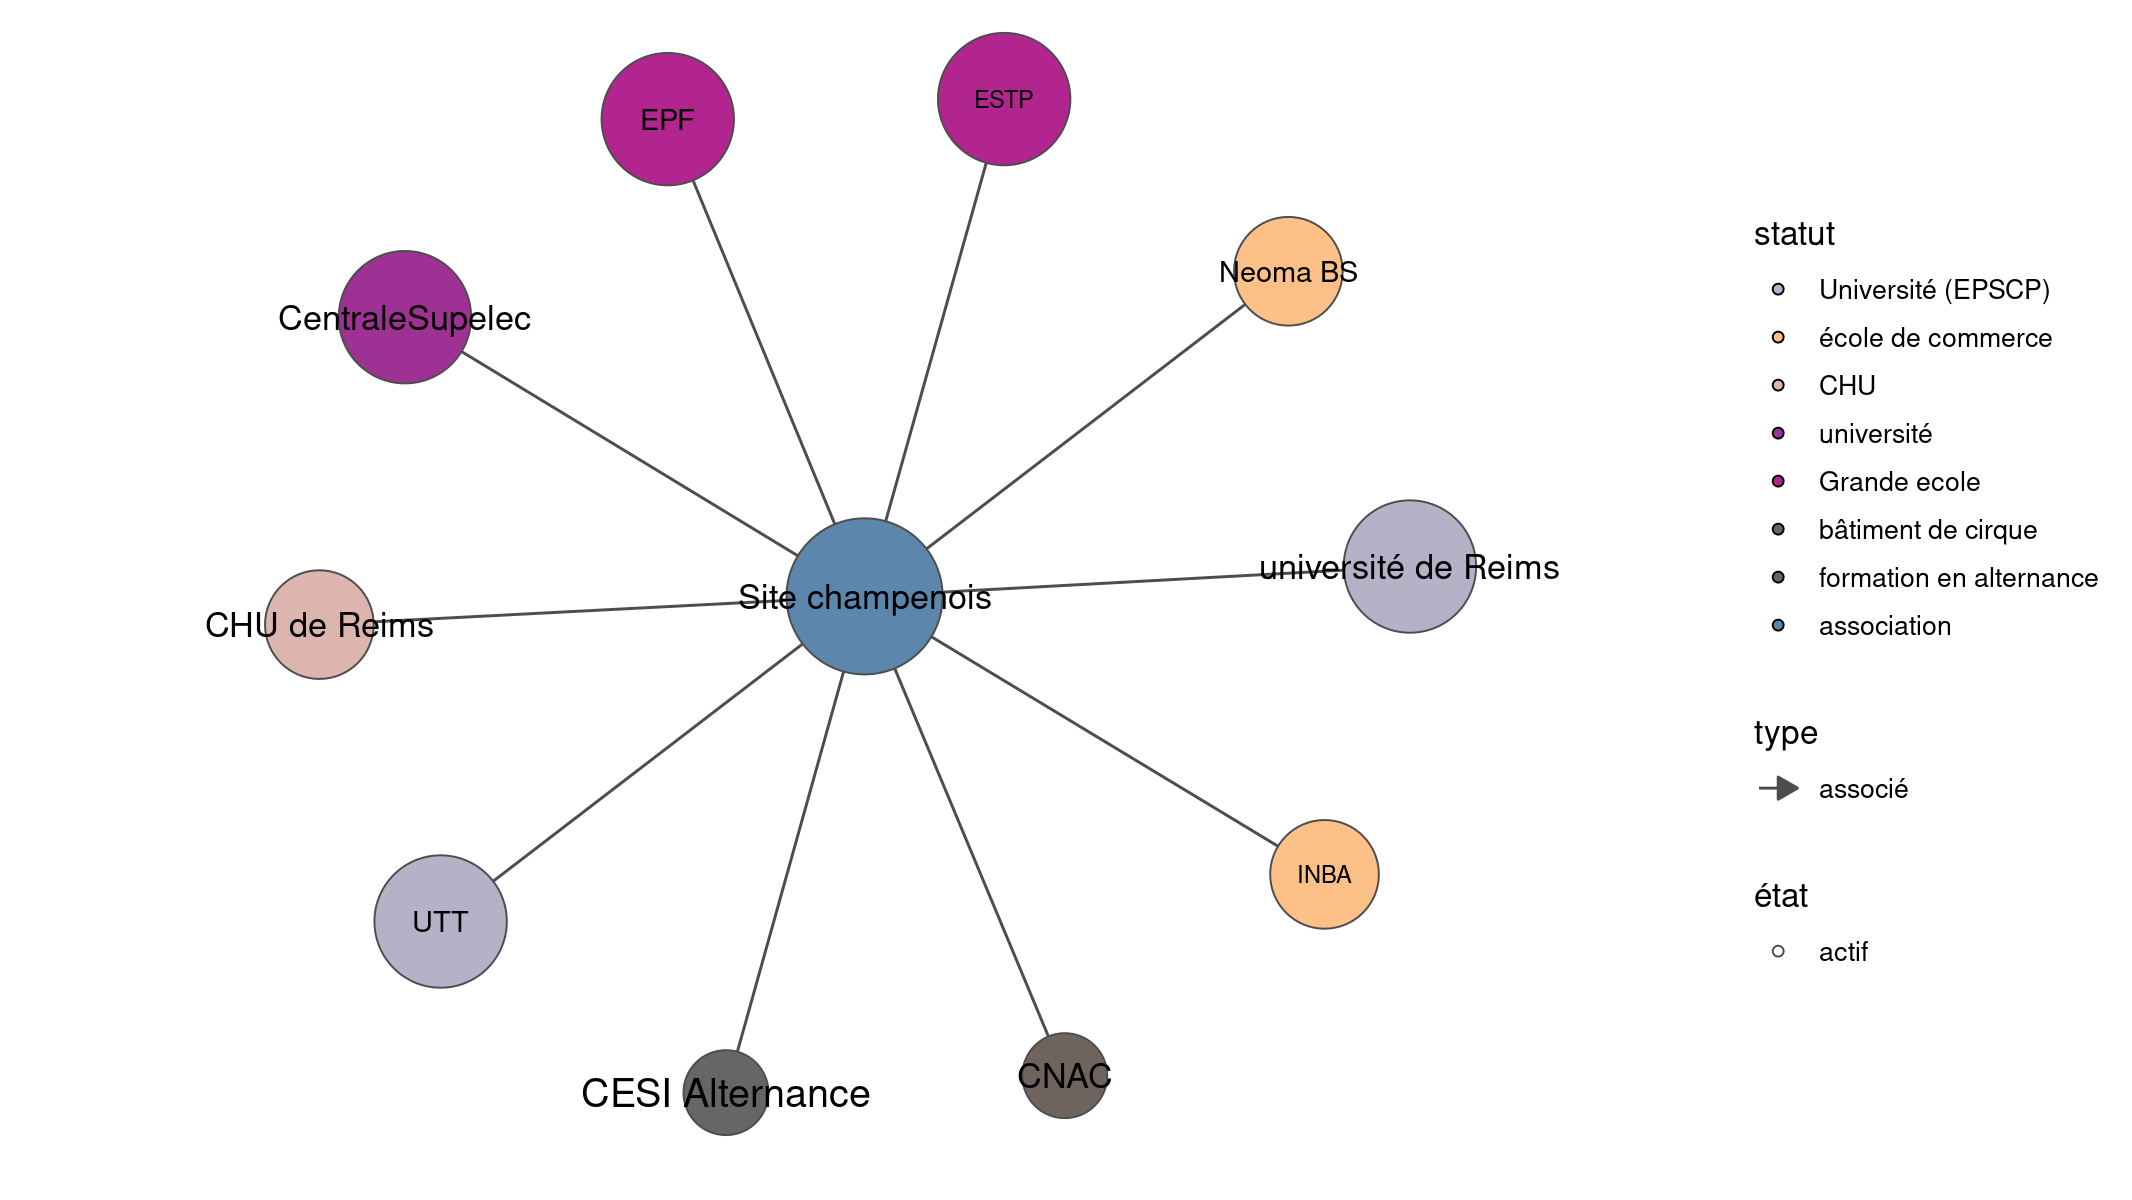 ESTP
EPF
Neoma BS
CentraleSupelec
université de Reims
Site champenois
CHU de Reims
INBA
UTT
CNAC
CESI Alternance
statut
Université (EPSCP)
école de commerce
CHU
université
Grande ecole
bâtiment de cirque
formation en alternance
association
type
associé
état
actif